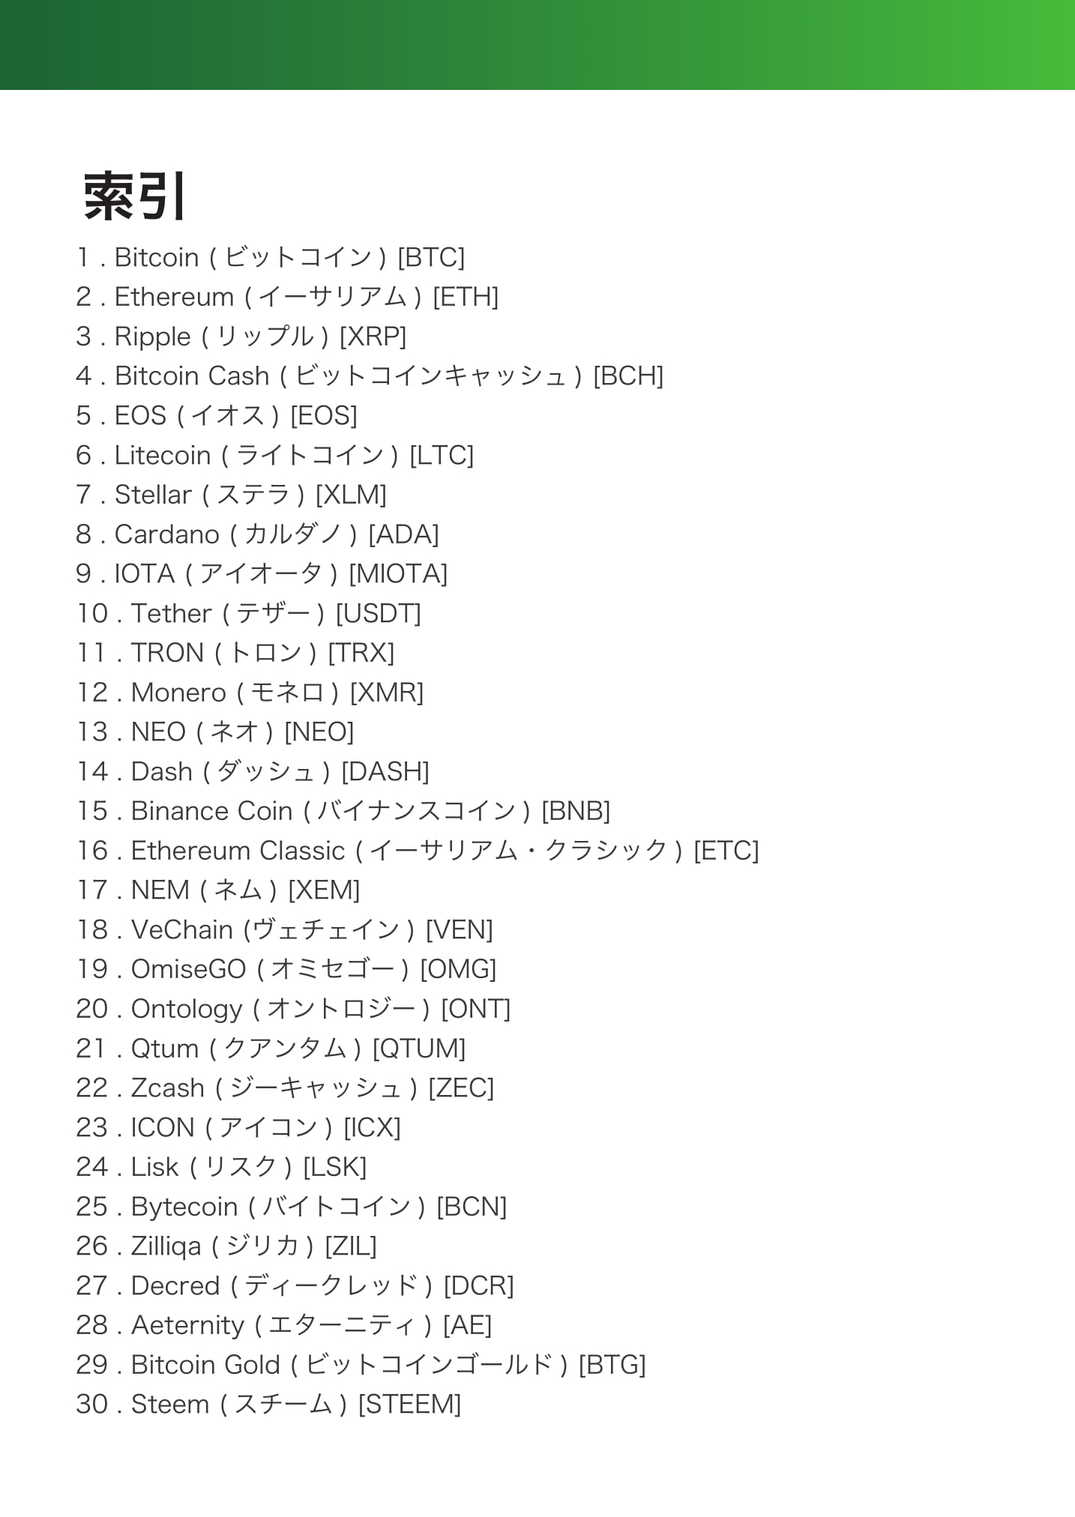 索引
1 . Bitcoin ( ビットコイン ) [BTC]
2 . Ethereum ( イーサリアム ) [ETH]
3 . Ripple ( リップル ) [XRP]
4 . Bitcoin Cash ( ビットコインキャッシュ ) [BCH]
5 . EOS ( イオス ) [EOS]
6 . Litecoin ( ライトコイン ) [LTC]
7 . Stellar ( ステラ ) [XLM]
8 . Cardano ( カルダノ ) [ADA]
9 . IOTA ( アイオータ ) [MIOTA]
10 . Tether ( テザー ) [USDT]
11 . TRON ( トロン ) [TRX]
12 . Monero ( モネロ ) [XMR]
13 . NEO ( ネオ ) [NEO]
14 . Dash ( ダッシュ ) [DASH]
15 . Binance Coin ( バイナンスコイン ) [BNB]
16 . Ethereum Classic ( イーサリアム・クラシック ) [ETC]
17 . NEM ( ネム ) [XEM]
18 . VeChain (ヴェチェイン ) [VEN]
19 . OmiseGO ( オミセゴー ) [OMG]
20 . Ontology ( オントロジー ) [ONT]
21 . Qtum ( クアンタム ) [QTUM]
22 . Zcash ( ジーキャッシュ ) [ZEC]
23 . ICON ( アイコン ) [ICX]
24 . Lisk ( リスク ) [LSK]
25 . Bytecoin ( バイトコイン ) [BCN]
26 . Zilliqa ( ジリカ ) [ZIL]
27 . Decred ( ディークレッド ) [DCR]
28 . Aeternity ( エターニティ ) [AE]
29 . Bitcoin Gold ( ビットコインゴールド ) [BTG]
30 . Steem ( スチーム ) [STEEM]